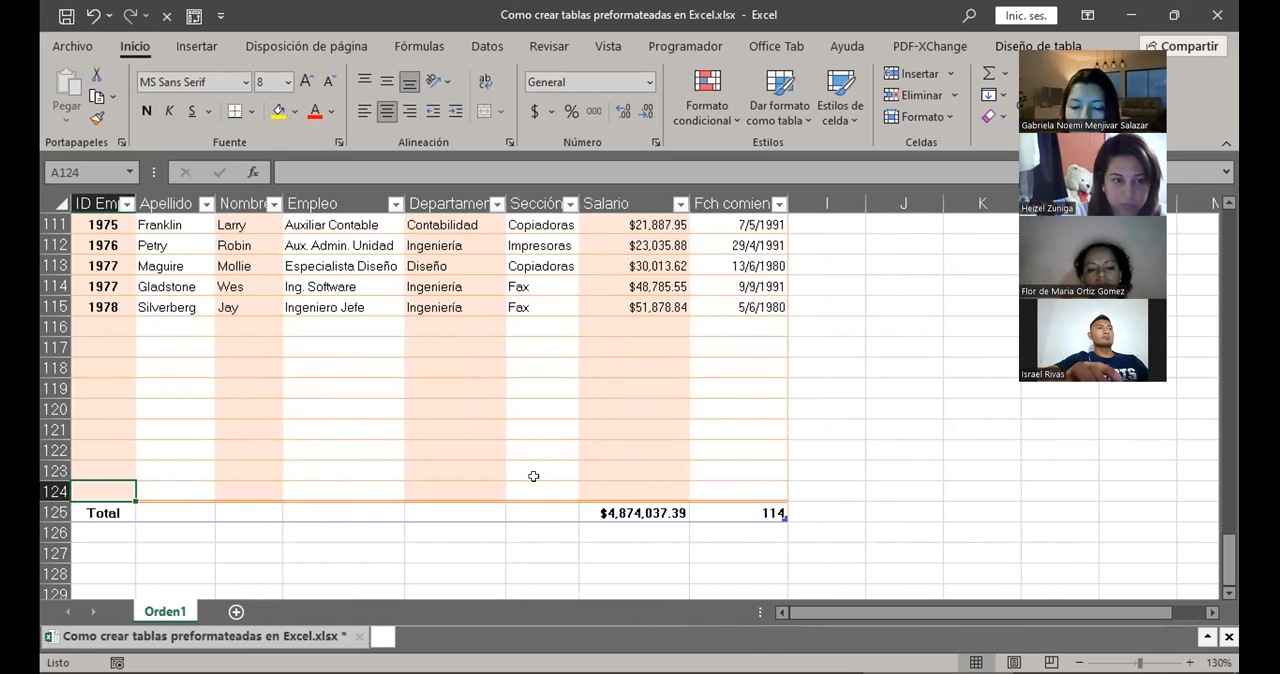 Como crear tablas preformateadas en Excel.xlsx - Excel
Inic. ses.
Archivo Inicio Insertar Disposición de página Fórmulas Datos Revisar Vista Programador Office Tab Ayuda PDF-XChange Diseño de tabla Compartir
Pegar
MS Sans Serif 8
N K S
General
$ % 000
Formato condicional
Dar formato como tabla
Estilos de celda
Insertar
Eliminar
Formato
Portapapeles Fuente Alineación Número Estilos Celdas
A124 fx
ID Em Apellido Nombre Empleo Departamen Sección Salario Fch comien I J K
111 1975 Franklin Larry Auxiliar Contable Contabilidad Copiadoras $21,887.95 7/5/1991
112 1976 Petry Robin Aux. Admin. Unidad Ingeniería Impresoras $23,035.88 29/4/1991
113 1977 Maguire Mollie Especialista Diseño Diseño Copiadoras $30,013.62 13/6/1980
114 1977 Gladstone Wes Ing. Software Ingeniería Fax $48,785.55 9/9/1991
115 1978 Silverberg Jay Ingeniero Jefe Ingeniería Fax $51,878.84 5/6/1980
116
117
118
119
120
121
122
123
124
125 Total $4,874,037.39 114
126
127
128
129
Orden1
Como crear tablas preformateadas en Excel.xlsx *
Listo 130%
Gabriela Noemi Menjivar Salazar
Heizel Zuniga
Flor de Maria Ortiz Gomez
Israel Rivas